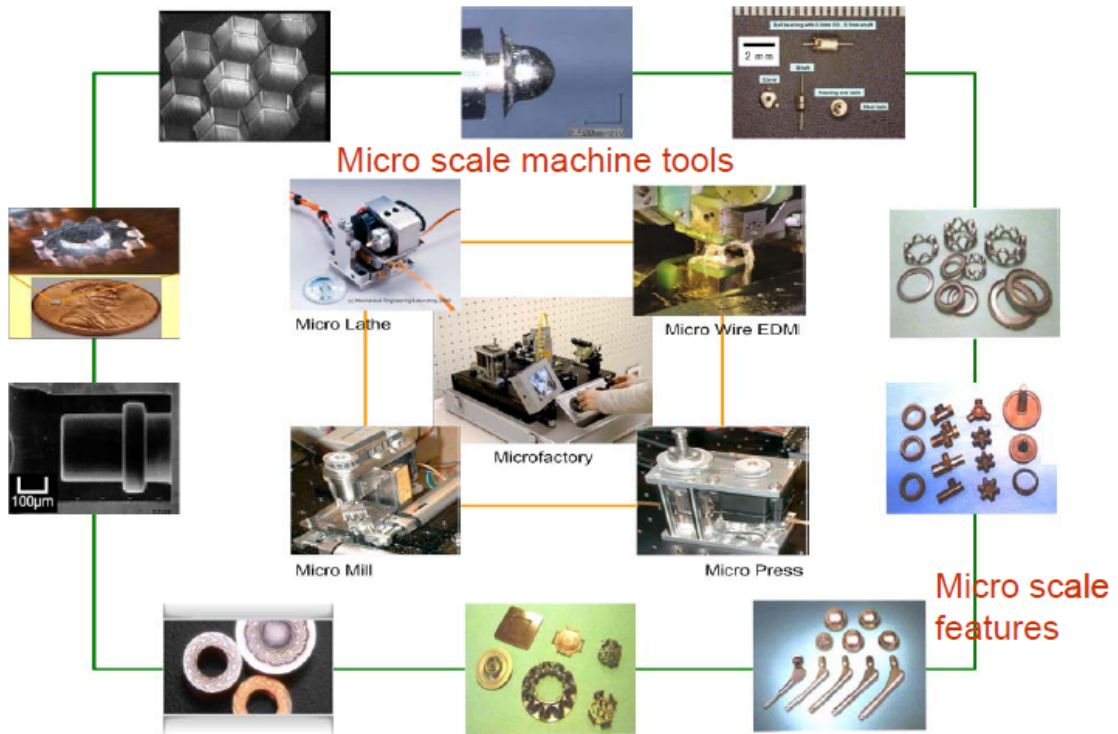 2 mm
Shaft
Micro scale machine tools
Micro Lathe
Micro Wire EDM
Microfactory
100µm
Micro Mill
Micro Press
Micro scale
features